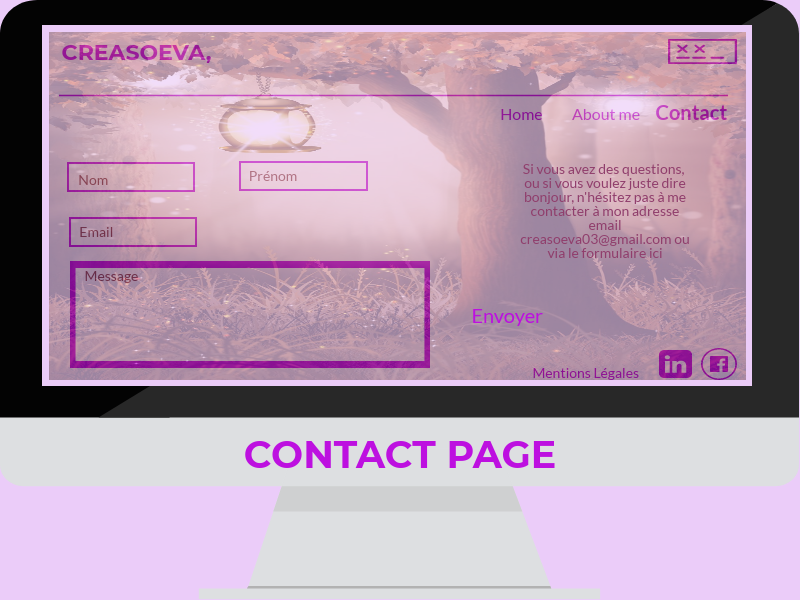 CREASOEVA,
Home About me Contact
Nom Prénom
Email
Message
Si vous avez des questions,
ou si vous voulez juste dire
bonjour, n'hésitez pas à me
contacter à mon adresse
email
creasoeva03@gmail.com ou
via le formulaire ici
Envoyer
Mentions Légales
in f
CONTACT PAGE